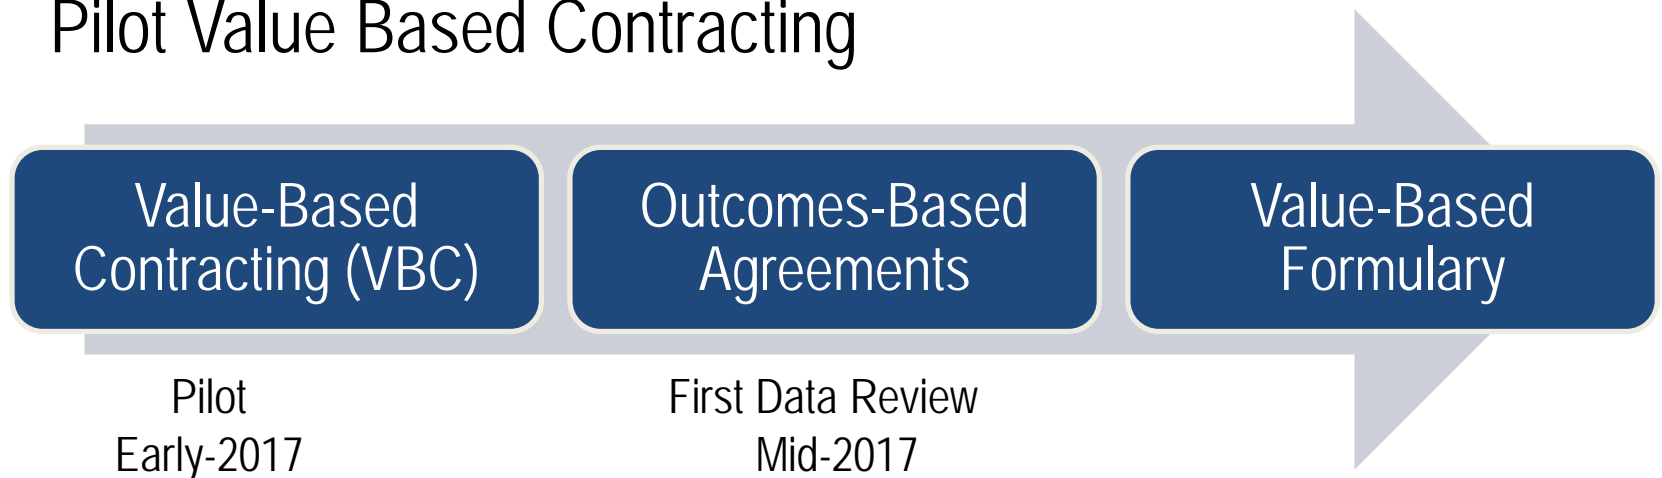 Pilot Value Based Contracting
Value-Based
Contracting (VBC)
Outcomes-Based
Agreements
Value-Based
Formulary
Pilot
Early-2017
First Data Review
Mid-2017